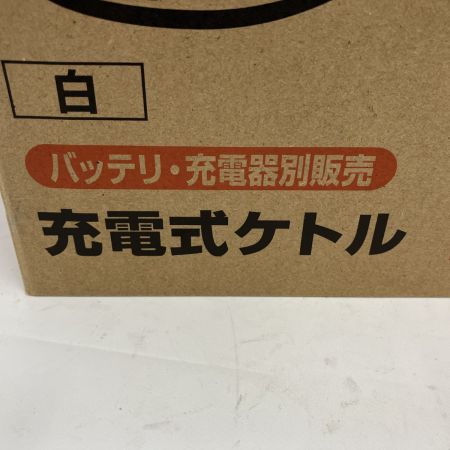 白
バッテリ・充電器別販売
充電式ケトル